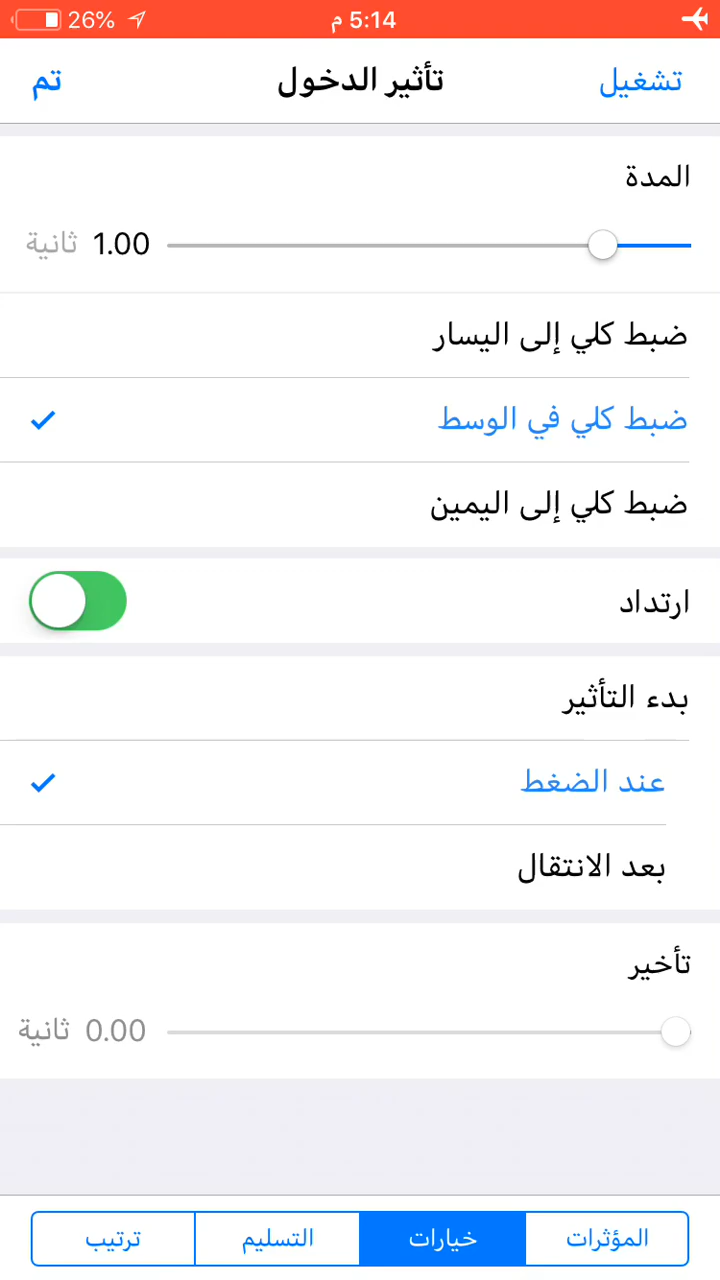 26% 5:14 م
تشغيل تأثير الدخول تم
المدة
1.00 ثانية
ضبط كلي إلى اليسار
ضبط كلي في الوسط
ضبط كلي إلى اليمين
ارتداد
بدء التأثير
عند الضغط
بعد الانتقال
تأخير
0.00 ثانية
المؤثرات خيارات التسليم ترتيب